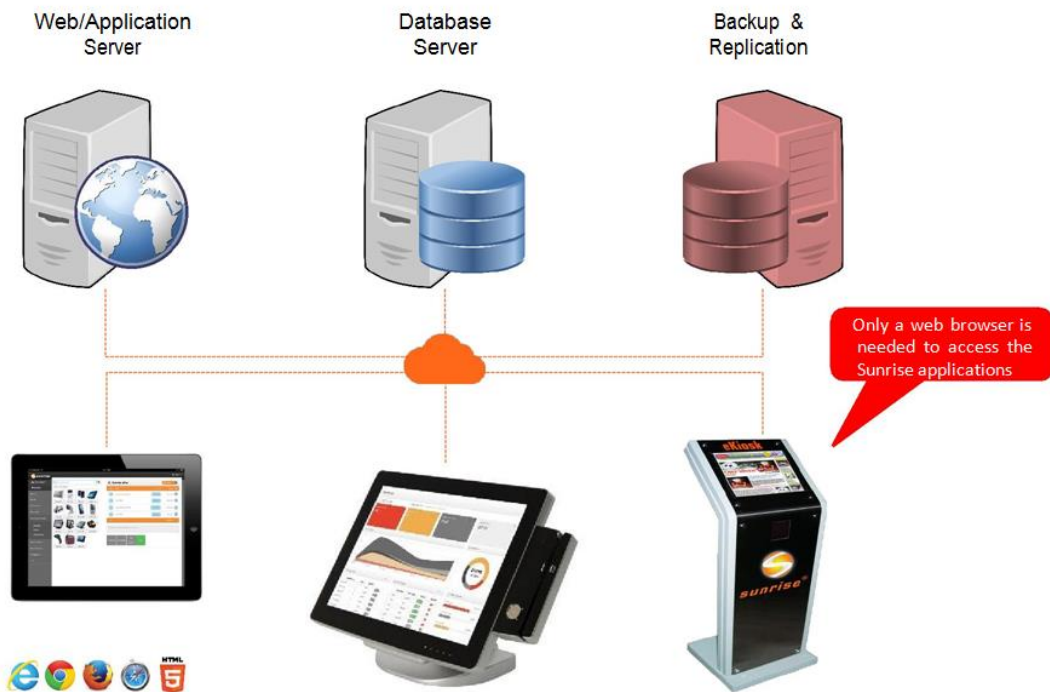 Web/Application
Server
Database
Server
Backup &
Replication
Only a web browser is
needed to access the
Sunrise applications
eKiosk
sunrise®
HTML
5